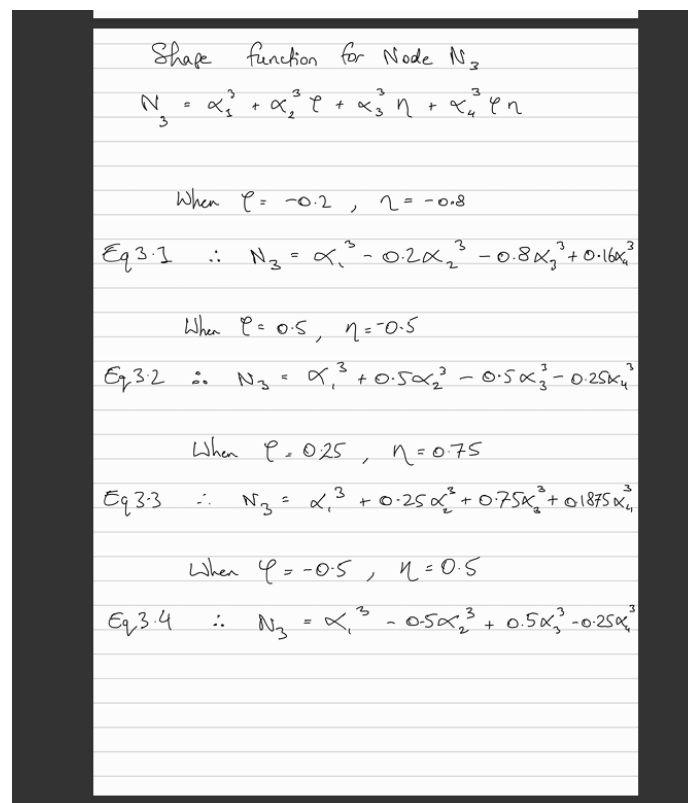 Shape function for Node N₃
N₃ = α₁³ + α₂³ φ + α₃³ η + α₄³ φη
When φ = -0.2 , η = -0.8
Eq 3.1 ∴ N₃ = α₁³ - 0.2α₂³ - 0.8α₃³ + 0.16α₄³
When φ = 0.5 , η = -0.5
Eq 3.2 ∴ N₃ = α₁³ + 0.5α₂³ - 0.5α₃³ - 0.25α₄³
When φ = 0.25 , η = 0.75
Eq 3.3 ∴ N₃ = α₁³ + 0.25α₂³ + 0.75α₃³ + 0.1875α₄³
When φ = -0.5 , η = 0.5
Eq 3.4 ∴ N₃ = α₁³ - 0.5α₂³ + 0.5α₃³ - 0.25α₄³